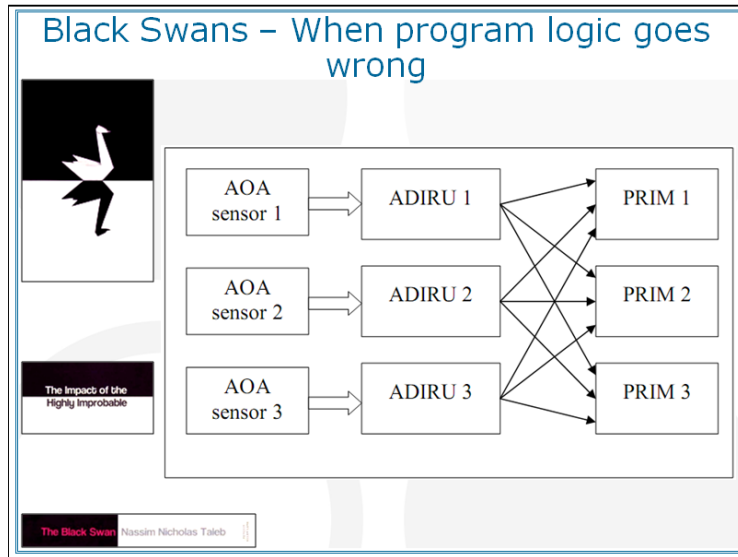 Black Swans – When program logic goes
wrong
AOA
sensor 1
ADIRU 1
PRIM 1
AOA
sensor 2
ADIRU 2
PRIM 2
AOA
sensor 3
ADIRU 3
PRIM 3
The Impact of the
Highly Improbable
The Black Swan Nassim Nicholas Taleb